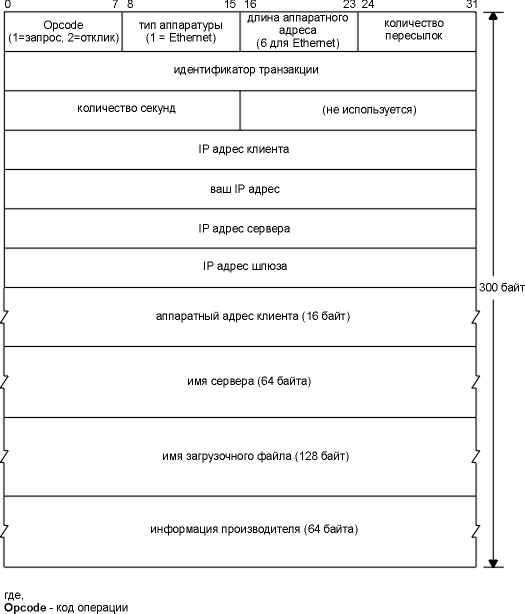 0 7 8 15 16 23 24 31
Opcode
(1=запрос, 2=отклик)
тип аппаратуры
(1 = Ethernet)
длина аппаратного
адреса
(6 для Ethernet)
количество
пересылок
идентификатор транзакции
количество секунд
(не используется)
IP адрес клиента
ваш IP адрес
IP адрес сервера
IP адрес шлюза
300 байт
аппаратный адрес клиента (16 байт)
имя сервера (64 байта)
имя загрузочного файла (128 байт)
информация производителя (64 байта)
где,
Opcode - код операции